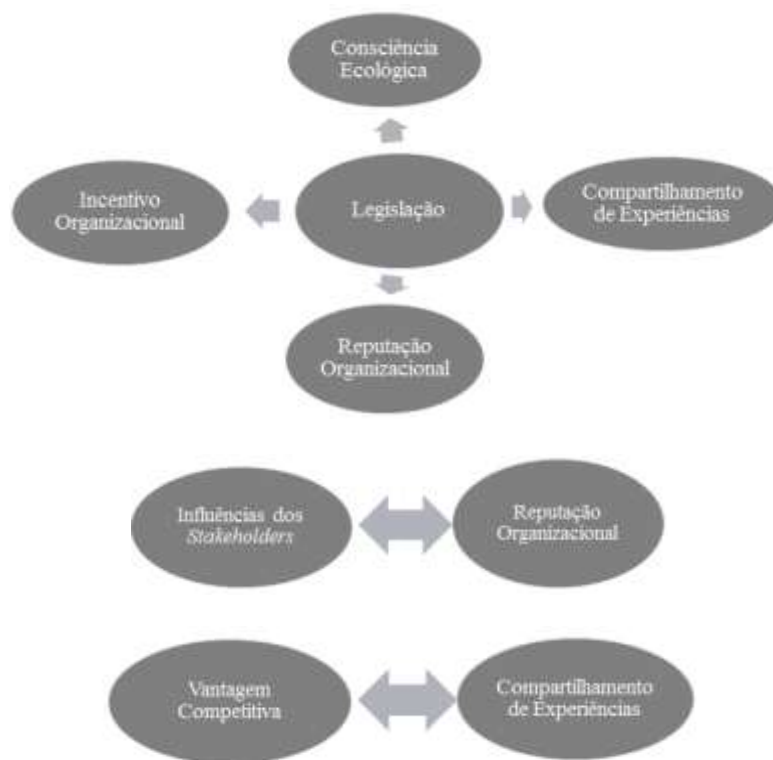 Consciência
Ecológica
Incentivo
Organizacional
Legislação
Compartilhamento
de Experiências
Reputação
Organizacional
Influências dos
Stakeholders
Reputação
Organizacional
Vantagem
Competitiva
Compartilhamento
de Experiências